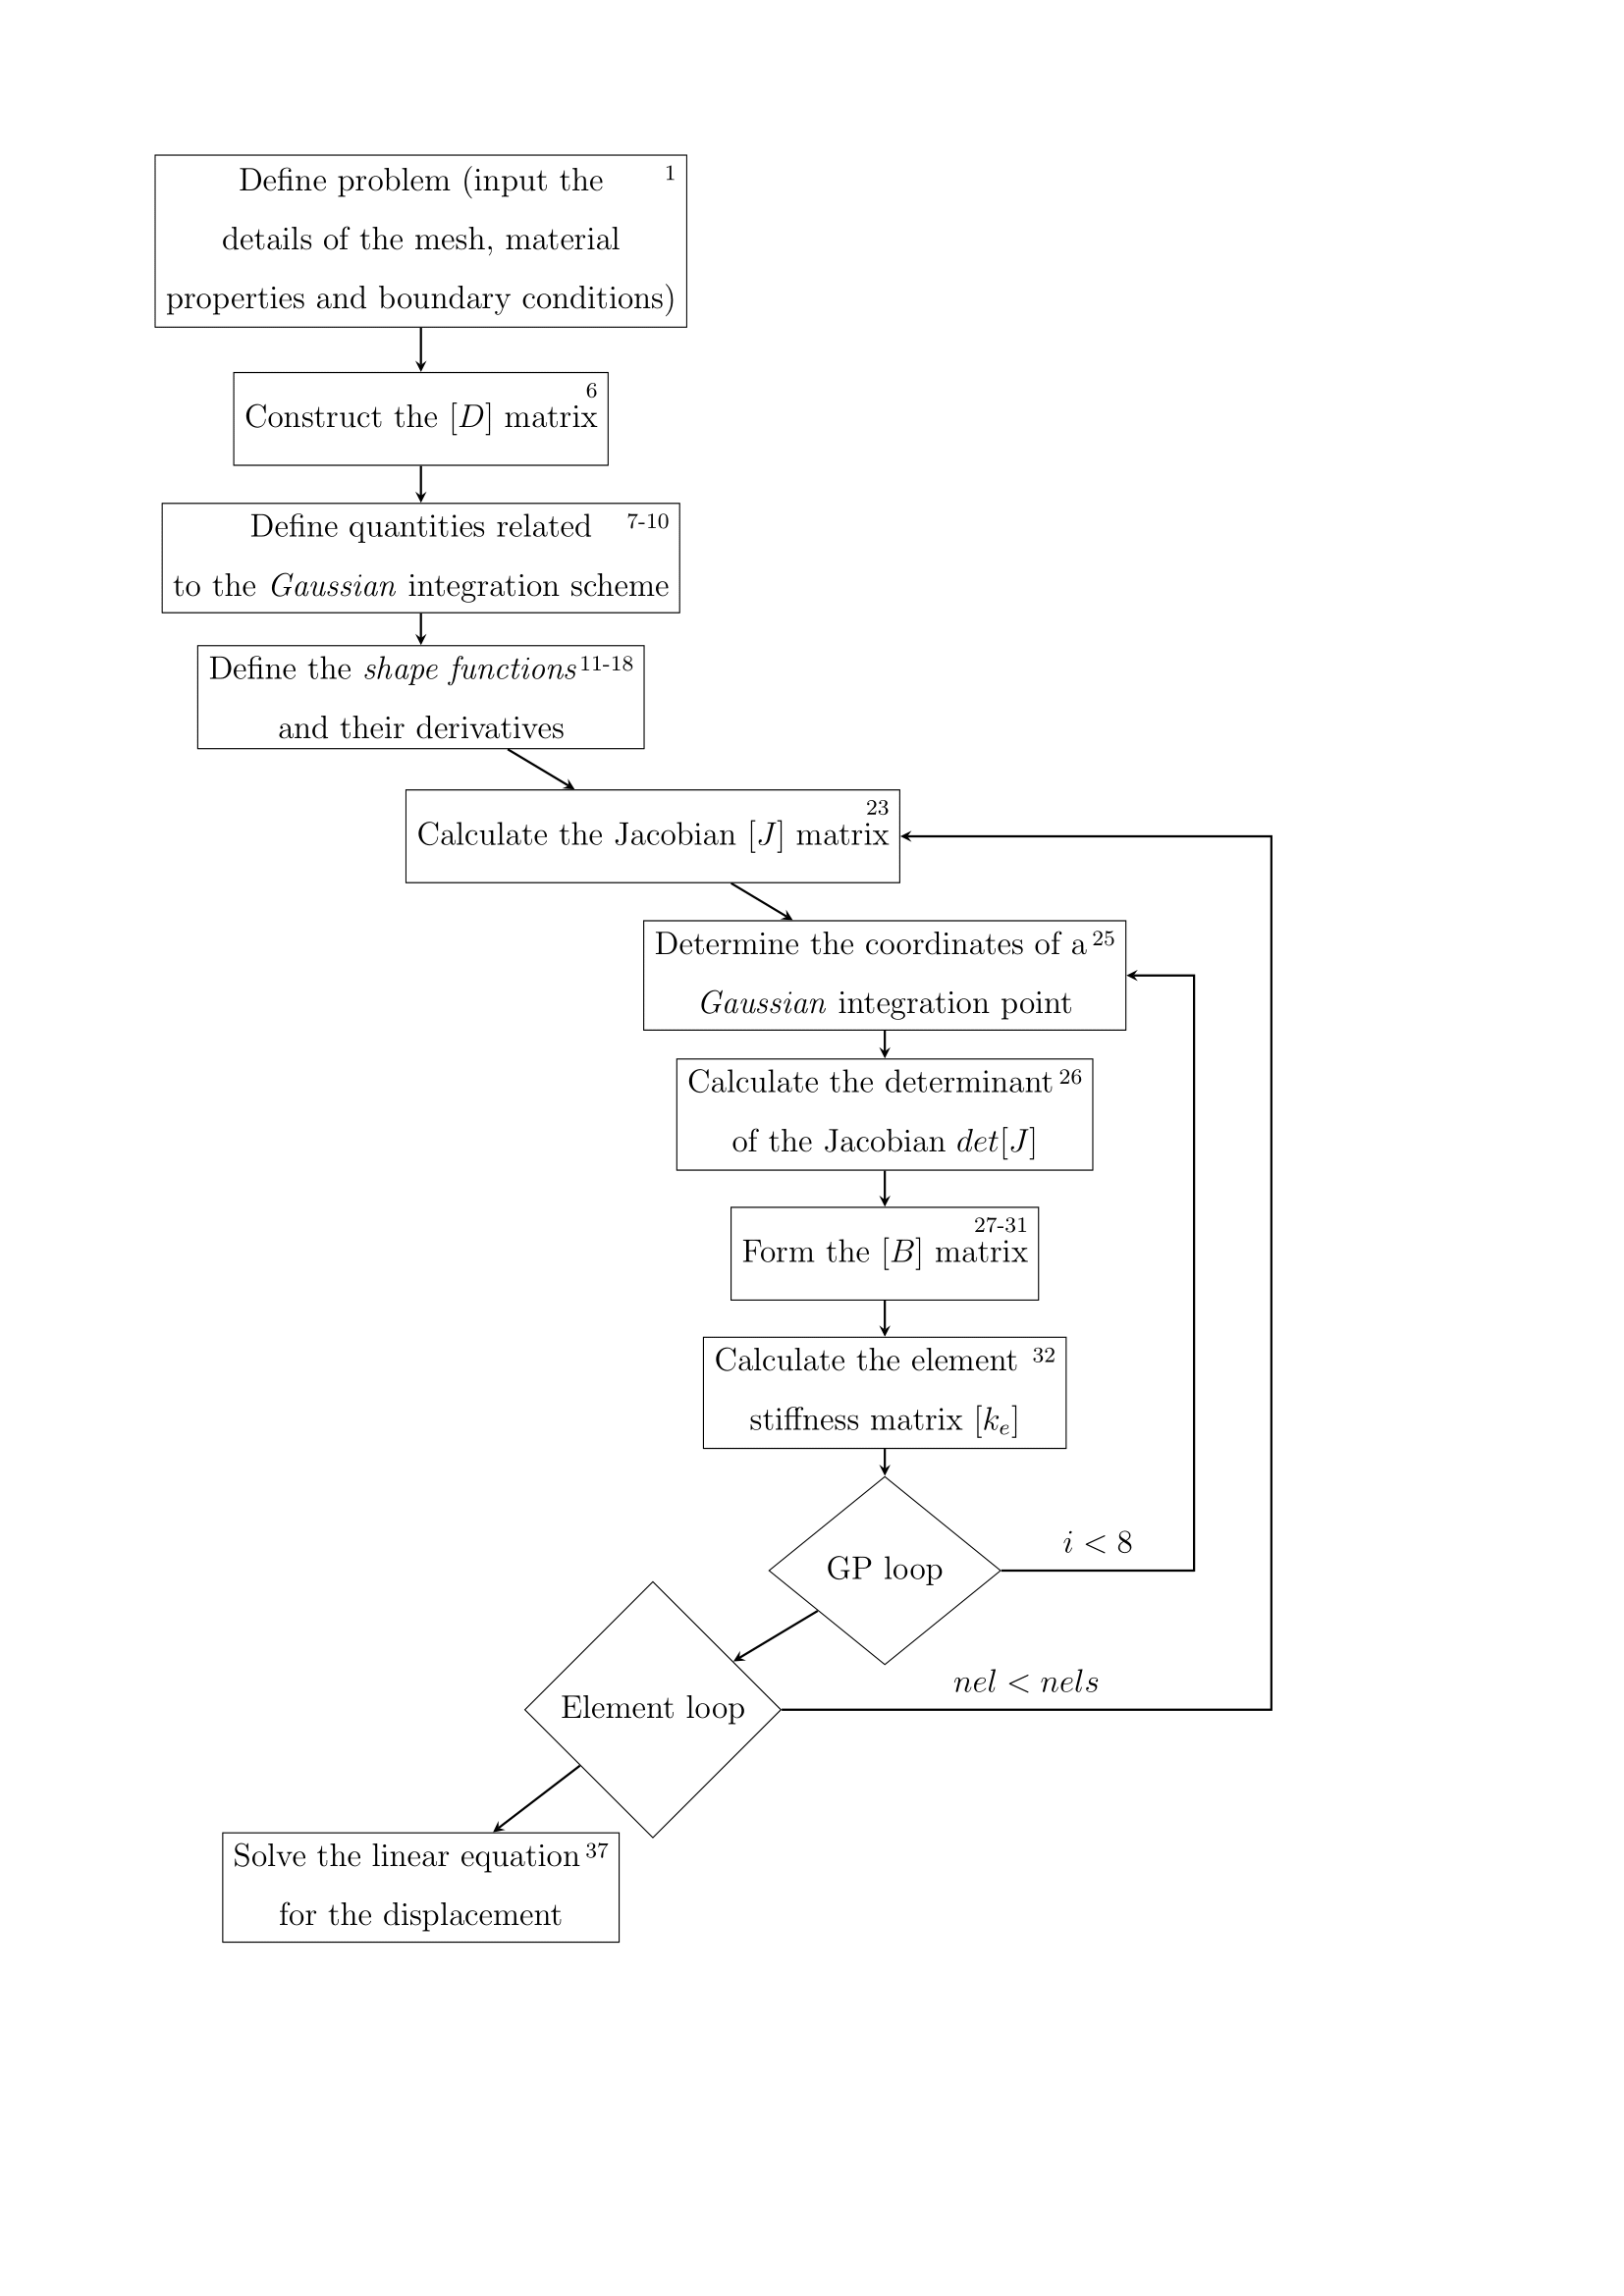 Define problem (input the 1
details of the mesh, material
properties and boundary conditions)
6
Construct the [D] matrix
Define quantities related 7-10
to the Gaussian integration scheme
Define the shape functions 11-18
and their derivatives
23
Calculate the Jacobian [J] matrix
Determine the coordinates of a 25
Gaussian integration point
Calculate the determinant 26
of the Jacobian det[J]
27-31
Form the [B] matrix
Calculate the element 32
stiffness matrix [k_e]
i < 8
GP loop
nel < nels
Element loop
Solve the linear equation 37
for the displacement